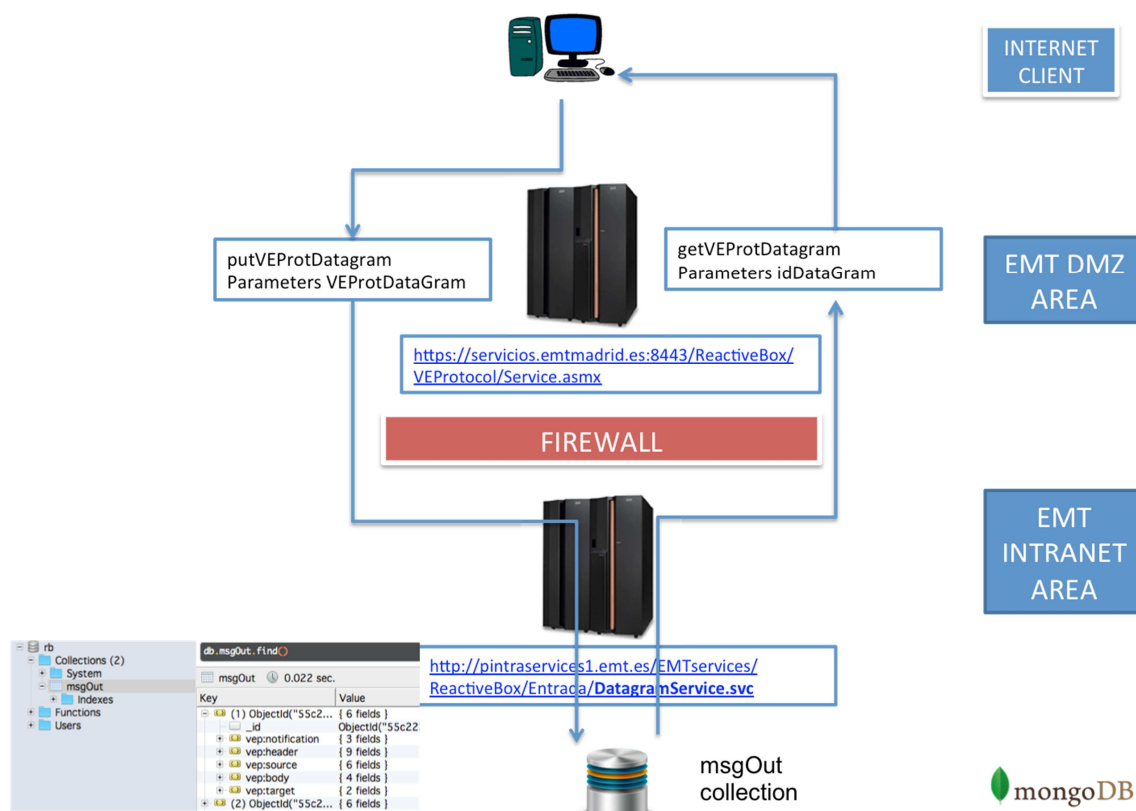 INTERNET
CLIENT
putVEProtDatagram
Parameters VEProtDataGram
getVEProtDatagram
Parameters idDataGram
EMT DMZ
AREA
https://servicios.emtmadrid.es:8443/ReactiveBox/
VEProtocol/Service.asmx
FIREWALL
EMT
INTRANET
AREA
rb
Collections (2)
System
msgOut
Indexes
Functions
Users
db.msgOut.find()
msgOut 0.022 sec.
Key Value
(1) ObjectId("55c2... { 6 fields }
_id ObjectId("55c22
vep:notification { 3 fields }
vep:header { 9 fields }
vep:source { 6 fields }
vep:body { 4 fields }
vep:target { 2 fields }
(2) ObjectId("55c2... { 6 fields }
http://pintraservices1.emt.es/EMTservices/
ReactiveBox/Entrada/DatagramService.svc
msgOut
collection
mongoDB